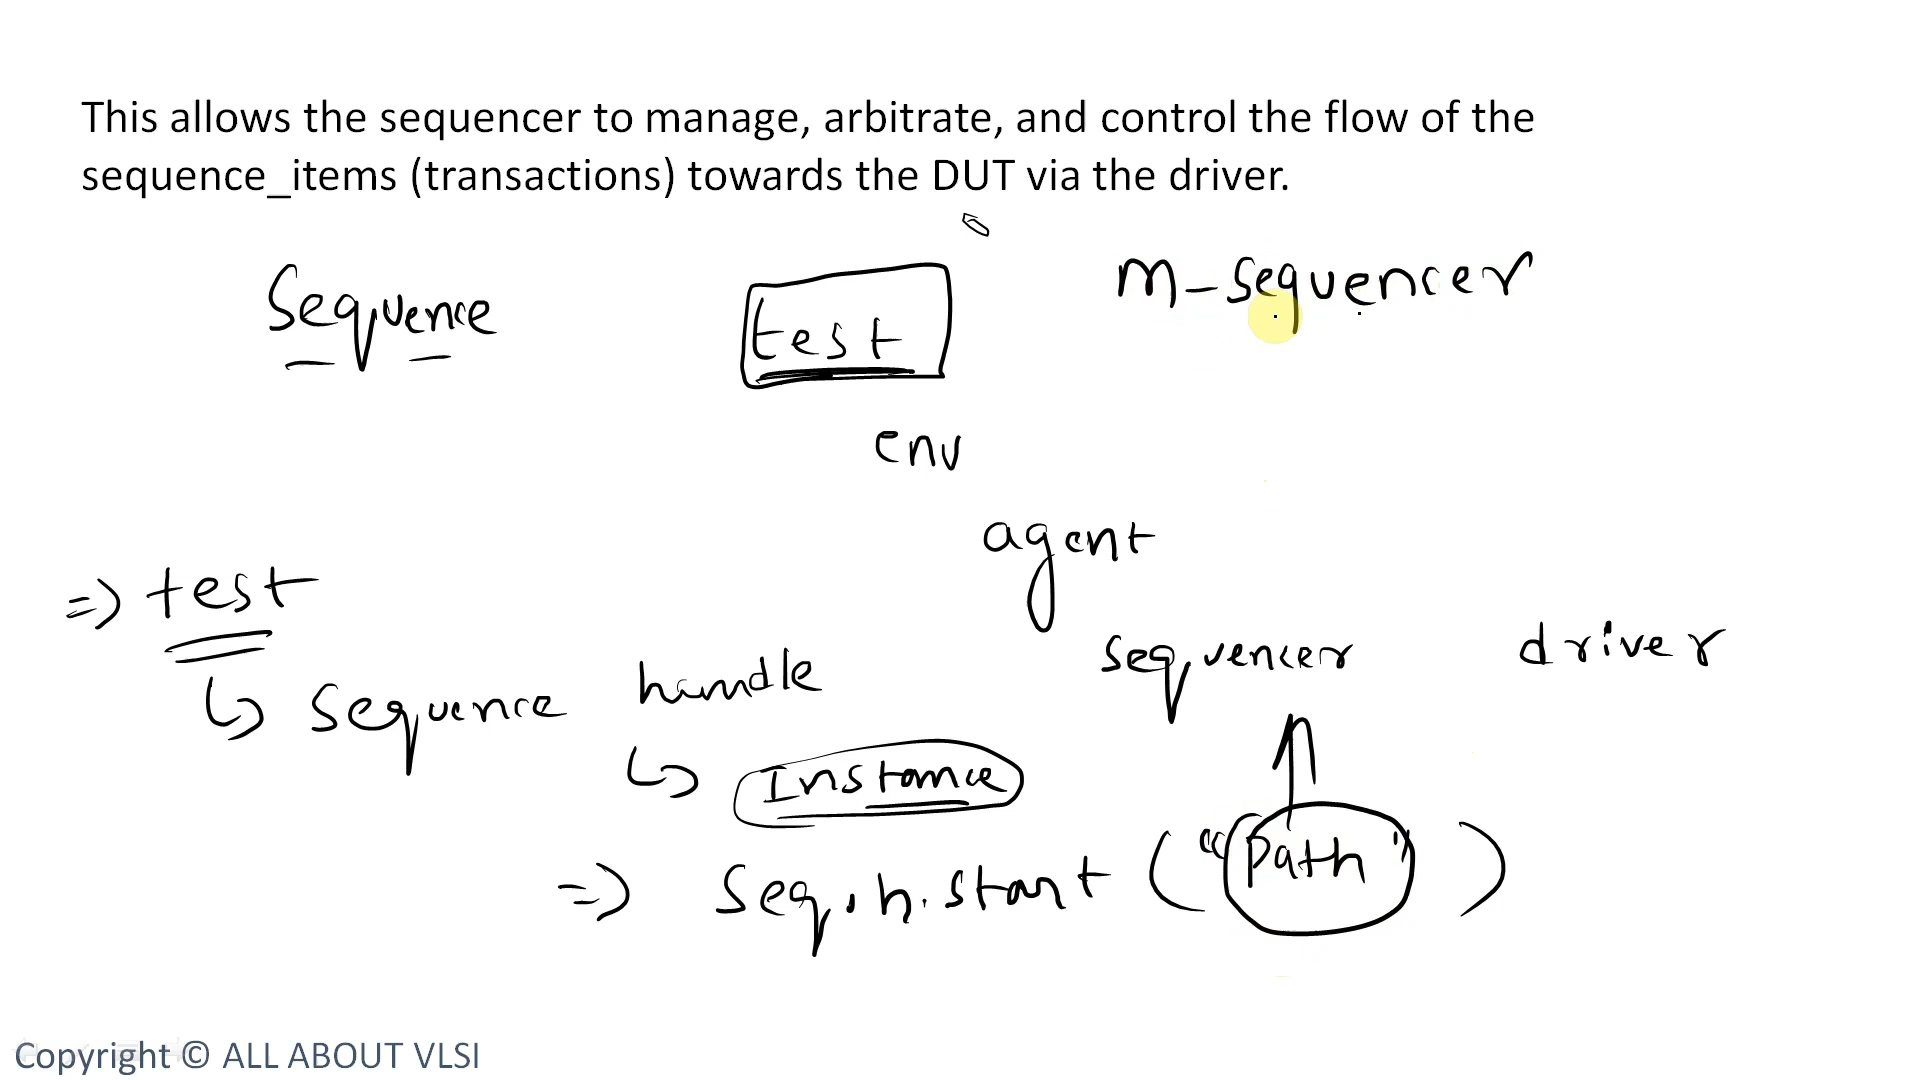 This allows the sequencer to manage, arbitrate, and control the flow of the
sequence_items (transactions) towards the DUT via the driver.
Sequence test m-sequencer
env
agent
=> test
sequencer driver
↳ sequence handle
↳ Instance
=> seq.h.start ("path")
Copyright © ALL ABOUT VLSI